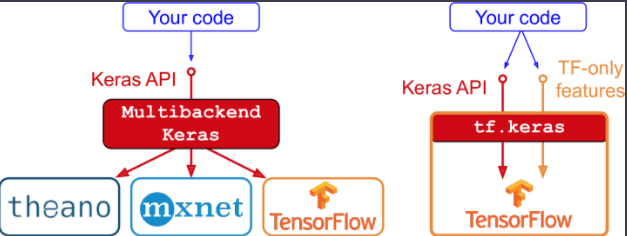 Your code
Keras API
Multibackend
Keras
theano
mxnet
TensorFlow
Your code
Keras API
TF-only
features
tf.keras
TensorFlow